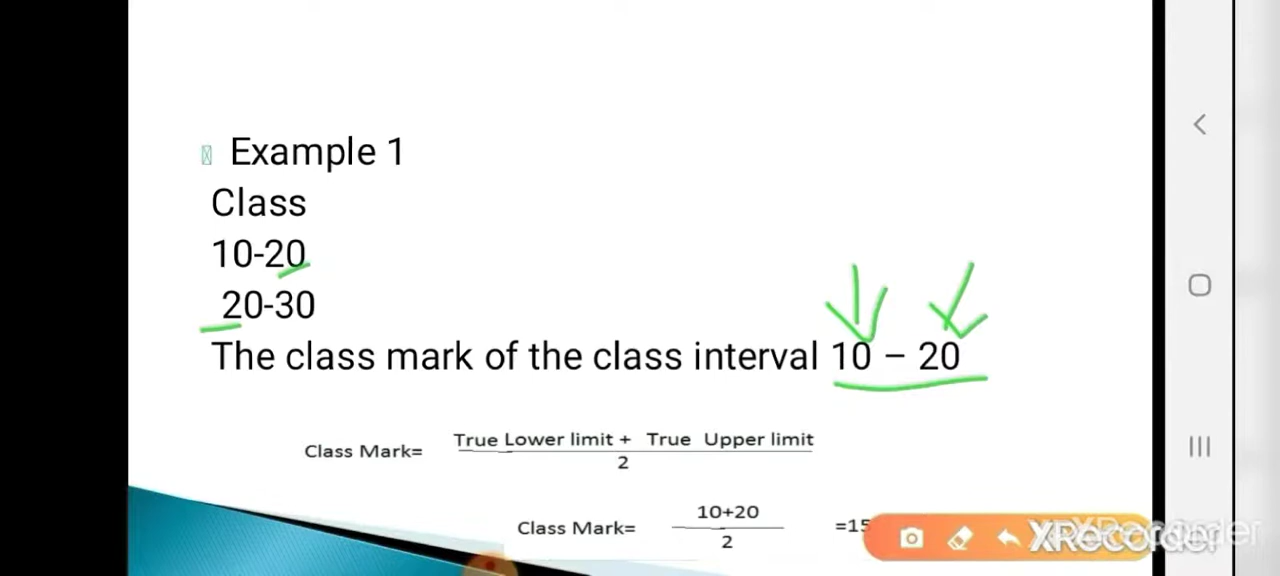 Example 1
Class
10-20
20-30
The class mark of the class interval 10 – 20
Class Mark= True Lower limit + True Upper limit
2
Class Mark= 10+20 =15
2
XRecorder